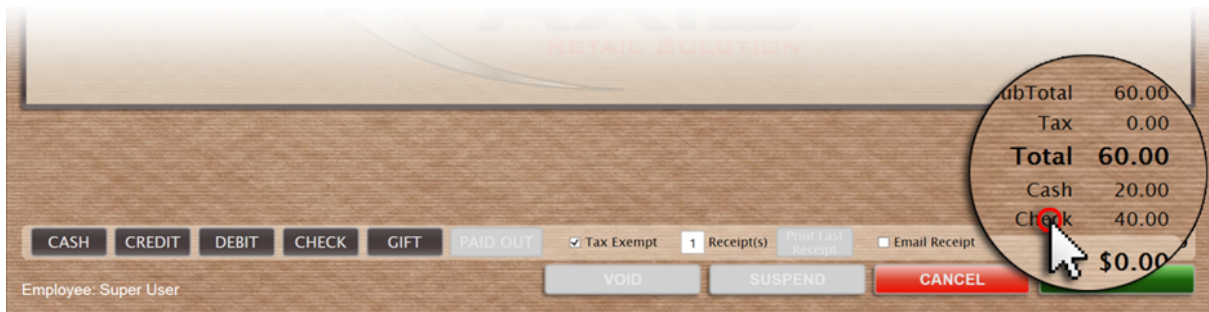 RETAIL SOLUTION
ubTotal 60.00
Tax 0.00
Total 60.00
Cash 20.00
Check 40.00
$0.00
CASH CREDIT DEBIT CHECK GIFT PAID OUT Tax Exempt 1 Receipt(s) Print Last Receipt Email Receipt
VOID SUSPEND CANCEL
Employee: Super User